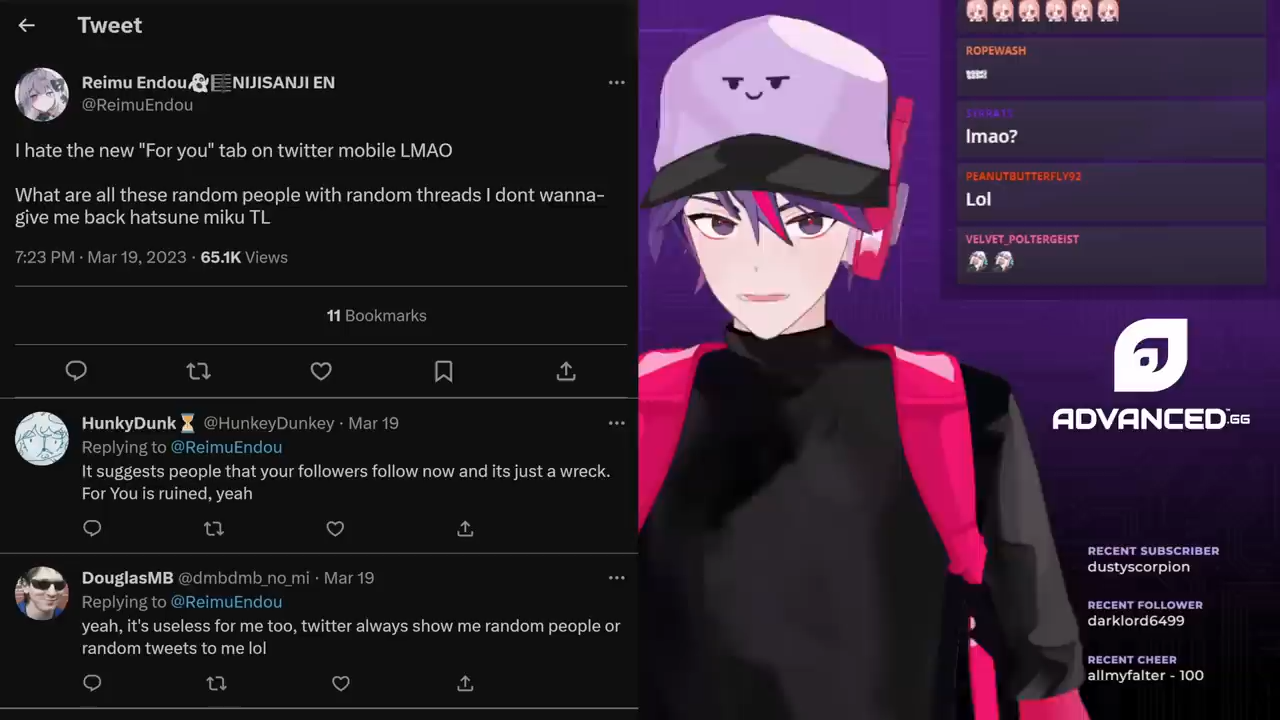 Tweet
Reimu Endou NIJISANJI EN
@ReimuEndou
I hate the new "For you" tab on twitter mobile LMAO
What are all these random people with random threads I dont wanna-
give me back hatsune miku TL
7:23 PM · Mar 19, 2023 · 65.1K Views
11 Bookmarks
HunkyDunk @HunkeyDunkey · Mar 19
Replying to @ReimuEndou
It suggests people that your followers follow now and its just a wreck.
For You is ruined, yeah
DouglasMB @dmbdmb_no_mi · Mar 19
Replying to @ReimuEndou
yeah, it's useless for me too, twitter always show me random people or
random tweets to me lol
ROPEWASH
lmao?
PEANUTBUTTERFLY92
Lol
VELVET_POLTERGEIST
ADVANCED.GG
RECENT SUBSCRIBER
dustyscorpion
RECENT FOLLOWER
darklord6499
RECENT CHEER
allmyfalter - 100